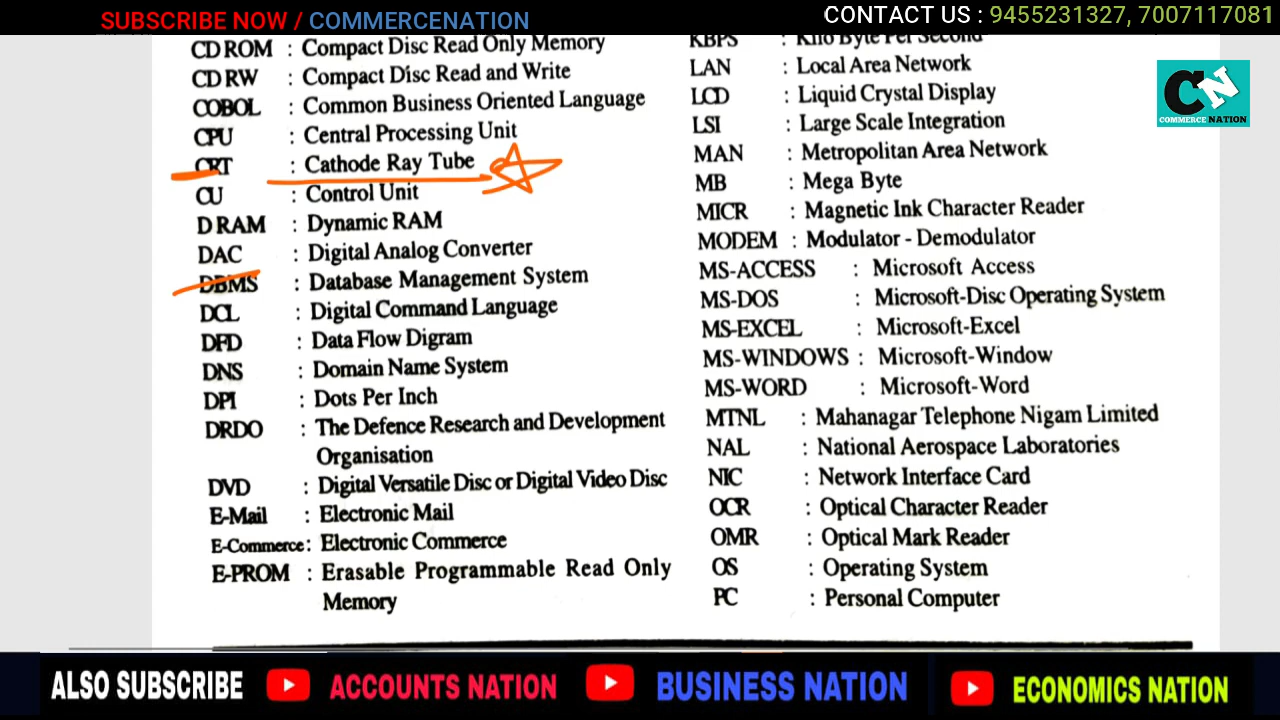 SUBSCRIBE NOW / COMMERCENATION
CONTACT US : 9455231327, 7007117081
CD ROM : Compact Disc Read Only Memory
CD RW : Compact Disc Read and Write
COBOL : Common Business Oriented Language
CPU : Central Processing Unit
CRT : Cathode Ray Tube
CU : Control Unit
D RAM : Dynamic RAM
DAC : Digital Analog Converter
DBMS : Database Management System
DCL : Digital Command Language
DFD : Data Flow Digram
DNS : Domain Name System
DPI : Dots Per Inch
DRDO : The Defence Research and Development
Organisation
DVD : Digital Versatile Disc or Digital Video Disc
E-Mail : Electronic Mail
E-Commerce : Electronic Commerce
E-PROM : Erasable Programmable Read Only
Memory
KBPS : Kilo Byte Per Second
LAN : Local Area Network
LCD : Liquid Crystal Display
LSI : Large Scale Integration
MAN : Metropolitan Area Network
MB : Mega Byte
MICR : Magnetic Ink Character Reader
MODEM : Modulator - Demodulator
MS-ACCESS : Microsoft Access
MS-DOS : Microsoft-Disc Operating System
MS-EXCEL : Microsoft-Excel
MS-WINDOWS : Microsoft-Window
MS-WORD : Microsoft-Word
MTNL : Mahanagar Telephone Nigam Limited
NAL : National Aerospace Laboratories
NIC : Network Interface Card
OCR : Optical Character Reader
OMR : Optical Mark Reader
OS : Operating System
PC : Personal Computer
CN
COMMERCE NATION
ALSO SUBSCRIBE ACCOUNTS NATION BUSINESS NATION ECONOMICS NATION